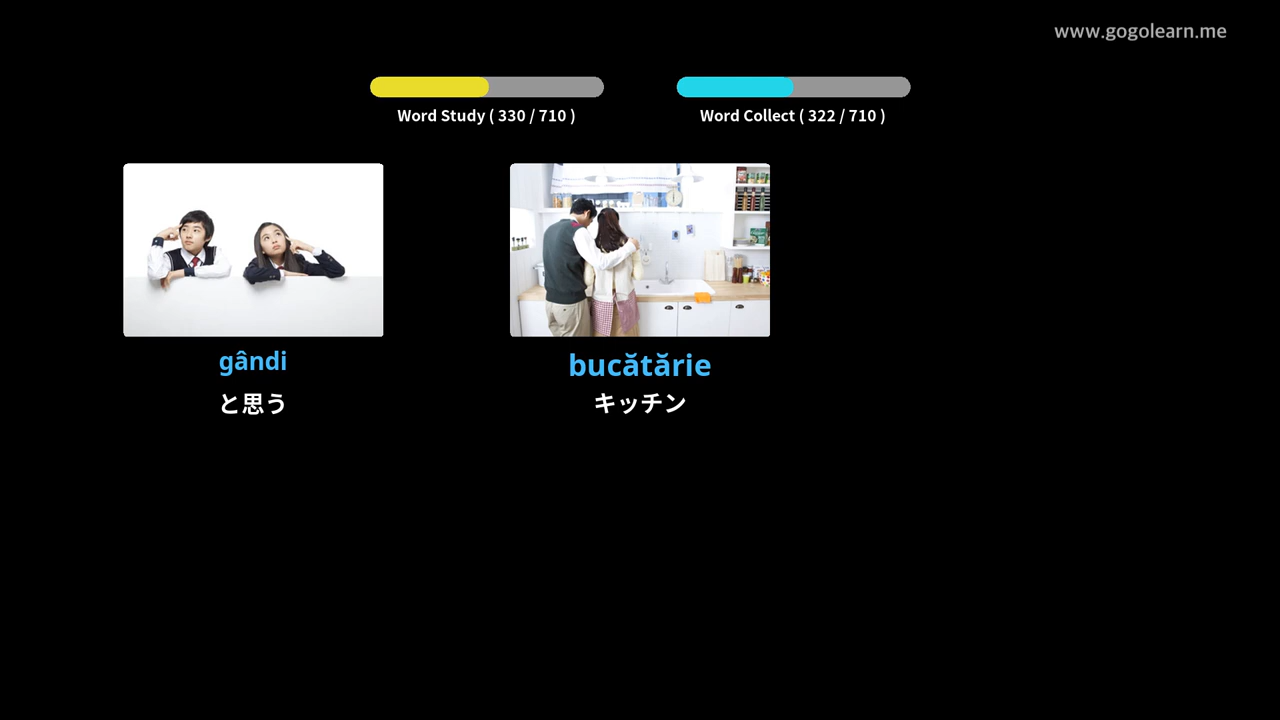 www.gogolearn.me
Word Study ( 330 / 710 )
Word Collect ( 322 / 710 )
gândi
と思う
bucătărie
キッチン